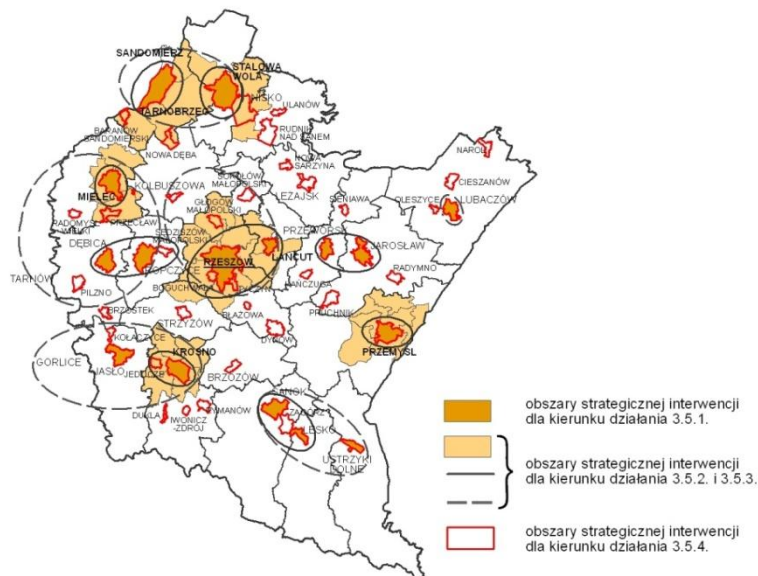 SANDOMIERZ
STALOWA
WOLA
TARNOBRZEG
NISKO
ULANÓW
RUDNIK
NAD SANEM
BARANÓW
SANDOMIERSKI
NOWA DĘBA
NOWA
SARZYNA
NAROL
CIESZANÓW
OLESZYCE
LUBACZÓW
SOKOŁÓW
MAŁOPOLSKI
LEŻAJSK
SIENIAWA
KOLBUSZOWA
MIELEC
GŁOGÓW
MAŁOPOLSKI
RADOMYŚL
WIELKI
PRZECŁAW
SĘDZISZÓW
MAŁOPOLSKI
PRZEWORSK
JAROSŁAW
DĘBICA
ROPCZYCE
RZESZÓW
ŁAŃCUT
RADYMNO
TARNÓW
PILZNO
BOGUCHWAŁA
TYCZYN
KAŃCZUGA
PRUCHNIK
BRZOSTEK
STRZYŻÓW
BŁAŻOWA
DYNÓW
KOŁACZYCE
PRZEMYŚL
GORLICE
JASŁO
JEDLICZE
KROSNO
BRZOZÓW
DUKLA
IWONICZ
-ZDRÓJ
RYMANÓW
SANOK
ZAGÓRZ
LESKO
USTRZYKI
DOLNE
obszary strategicznej interwencji
dla kierunku działania 3.5.1.
obszary strategicznej interwencji
dla kierunku działania 3.5.2. i 3.5.3.
obszary strategicznej interwencji
dla kierunku działania 3.5.4.